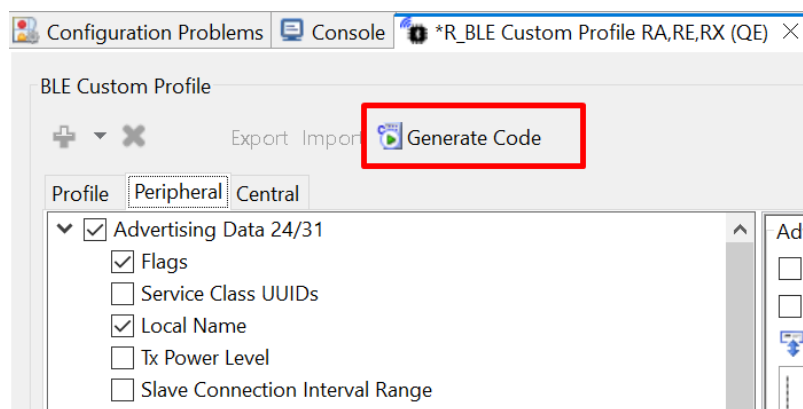 Configuration Problems Console *R_BLE Custom Profile RA,RE,RX (QE)
BLE Custom Profile
Export Import Generate Code
Profile Peripheral Central
Advertising Data 24/31
Ad
Flags
Service Class UUIDs
Local Name
Tx Power Level
Slave Connection Interval Range